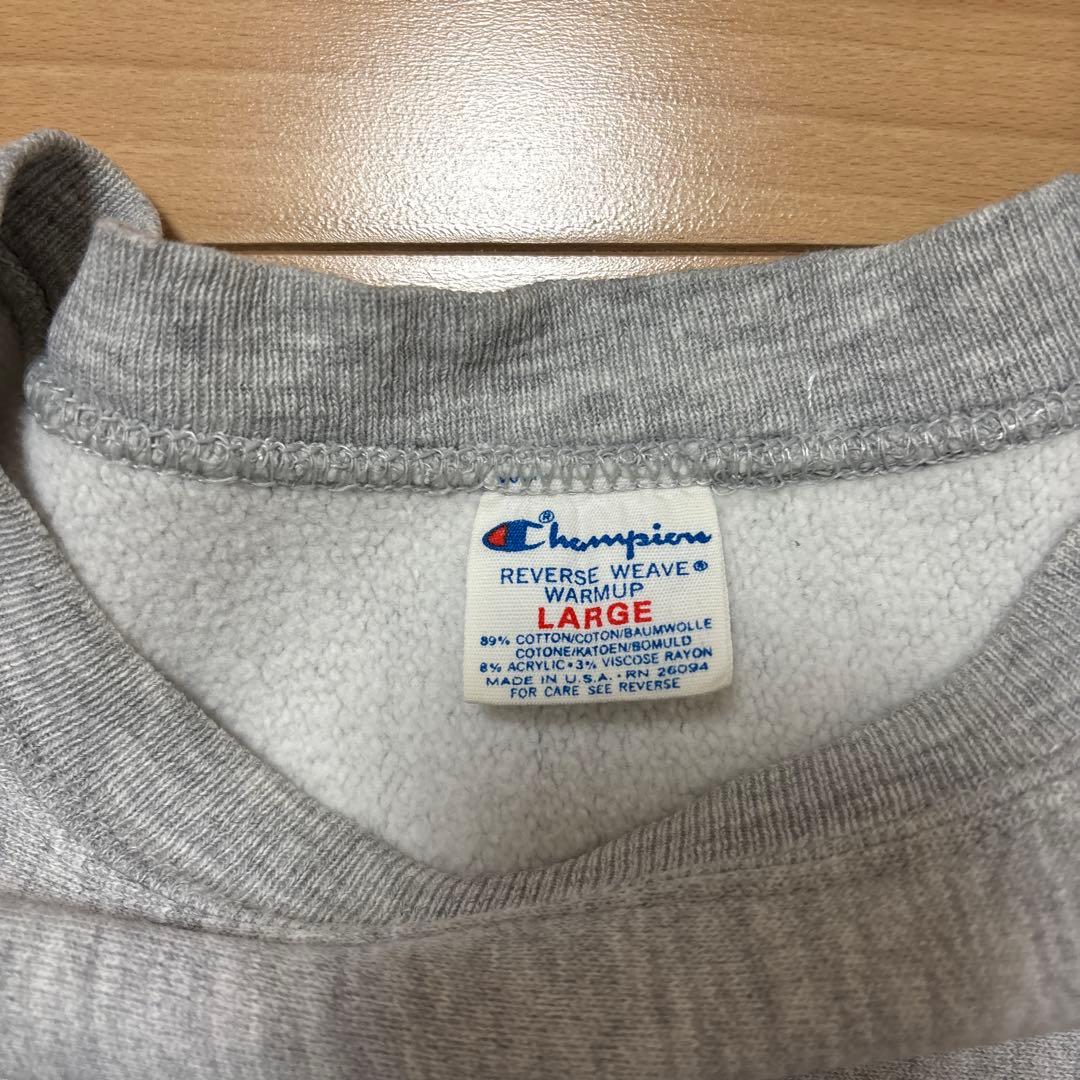 Champion®
REVERSE WEAVE®
WARMUP
LARGE
89% COTTON/COTON/BAUMWOLLE
COTONE/KATOEN/BOMULD
8% ACRYLIC • 3% VISCOSE RAYON
MADE IN U.S.A. • RN 26094
FOR CARE SEE REVERSE